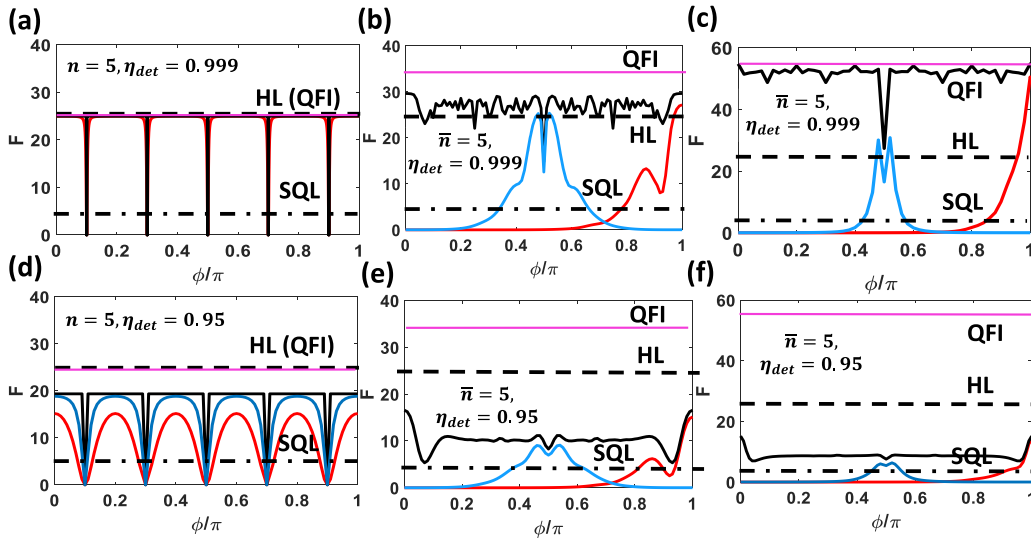 (a)
40
30
20
10
0
F
n = 5, η_det = 0.999
HL (QFI)
SQL
0 0.2 0.4 0.6 0.8 1
ϕ/π
(b)
40
30
20
10
0
F
QFI
HL
n̅ = 5,
η_det = 0.999
SQL
0 0.2 0.4 0.6 0.8 1
ϕ/π
(c)
60
40
20
0
F
QFI
n̅ = 5,
η_det = 0.999
HL
SQL
0 0.2 0.4 0.6 0.8 1
ϕ/π
(d)
40
30
20
10
0
F
n = 5, η_det = 0.95
HL (QFI)
SQL
0 0.2 0.4 0.6 0.8 1
ϕ/π
(e)
40
30
20
10
0
F
QFI
HL
n̅ = 5,
η_det = 0.95
SQL
0 0.2 0.4 0.6 0.8 1
ϕ/π
(f)
60
40
20
0
F
QFI
n̅ = 5,
η_det = 0.95
HL
SQL
0 0.2 0.4 0.6 0.8 1
ϕ/π